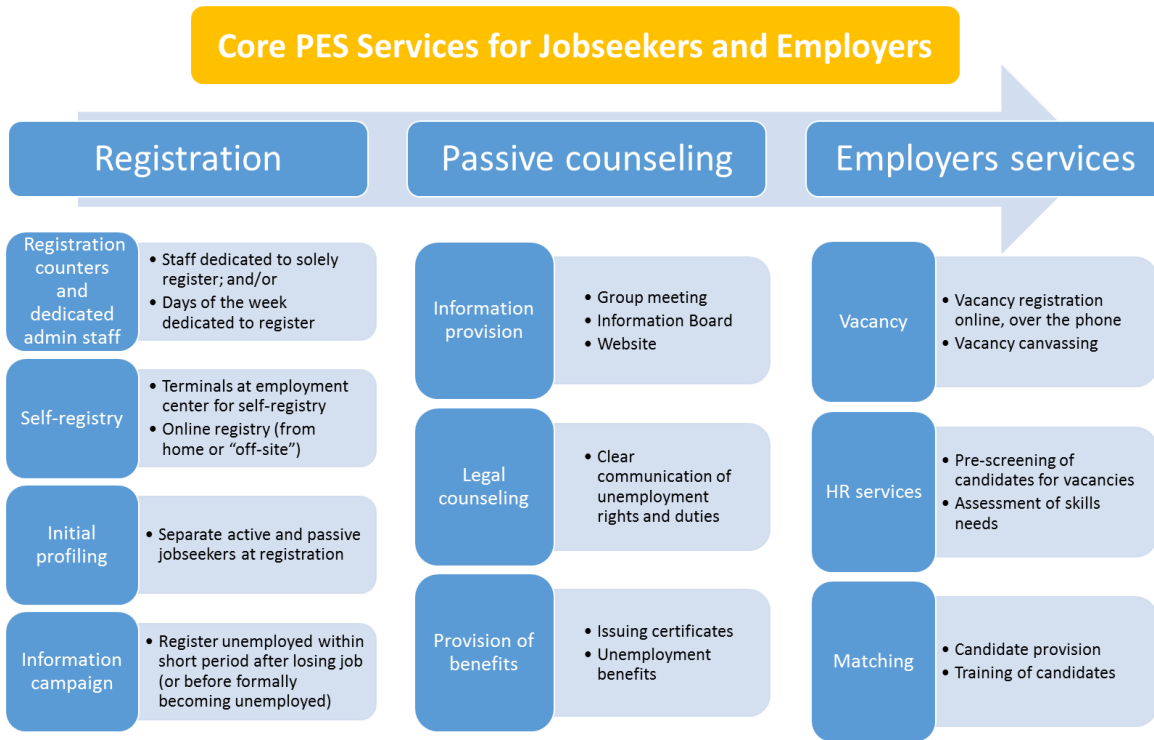 Core PES Services for Jobseekers and Employers
Registration
Passive counseling
Employers services
Registration
counters
and
dedicated
admin staff
• Staff dedicated to solely
register; and/or
• Days of the week
dedicated to register
Self-registry
• Terminals at employment
center for self-registry
• Online registry (from
home or “off-site”)
Initial
profiling
• Separate active and passive
jobseekers at registration
Information
campaign
• Register unemployed within
short period after losing job
(or before formally
becoming unemployed)
Information
provision
• Group meeting
• Information Board
• Website
Legal
counseling
• Clear
communication of
unemployment
rights and duties
Provision of
benefits
• Issuing certificates
• Unemployment
benefits
Vacancy
• Vacancy registration
online, over the phone
• Vacancy canvassing
HR services
• Pre-screening of
candidates for vacancies
• Assessment of skills
needs
Matching
• Candidate provision
• Training of candidates